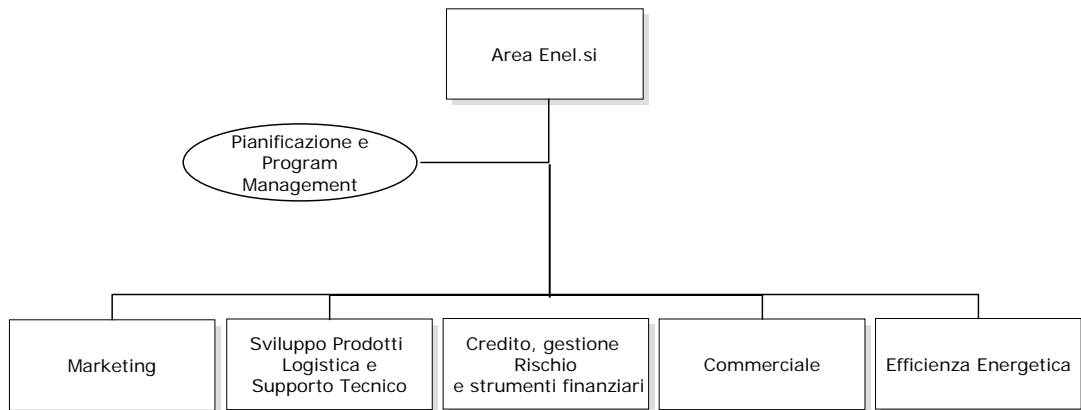 Area Enel.si
Pianificazione e
Program
Management
Marketing
Sviluppo Prodotti
Logistica e
Supporto Tecnico
Credito, gestione
Rischio
e strumenti finanziari
Commerciale
Efficienza Energetica